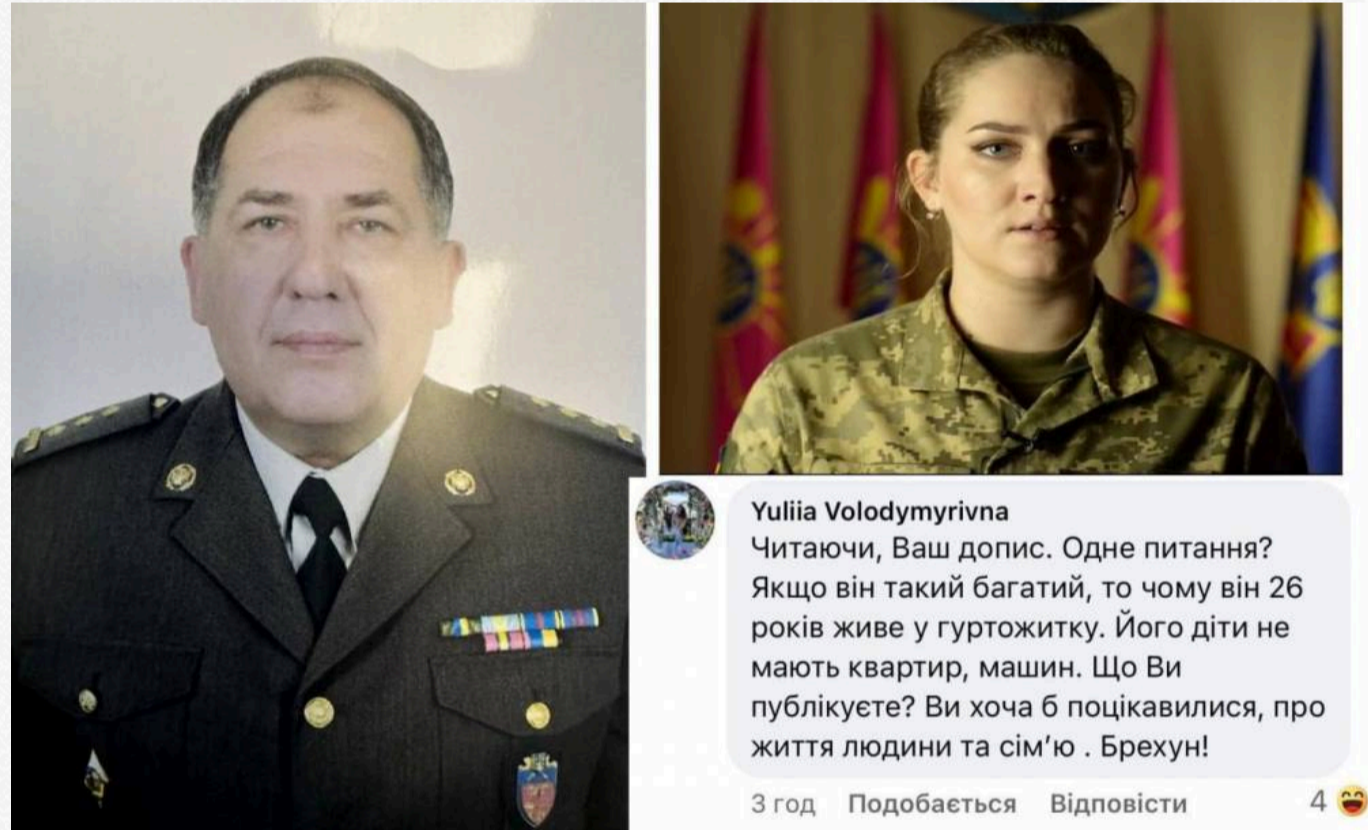 Yuliia Volodymyrivna
Читаючи, Ваш допис. Одне питання?
Якщо він такий багатий, то чому він 26
років живе у гуртожитку. Його діти не
мають квартир, машин. Що Ви
публікуєте? Ви хоча б поцікавилися, про
життя людини та сім’ю . Брехун!
3 год Подобається Відповісти 4